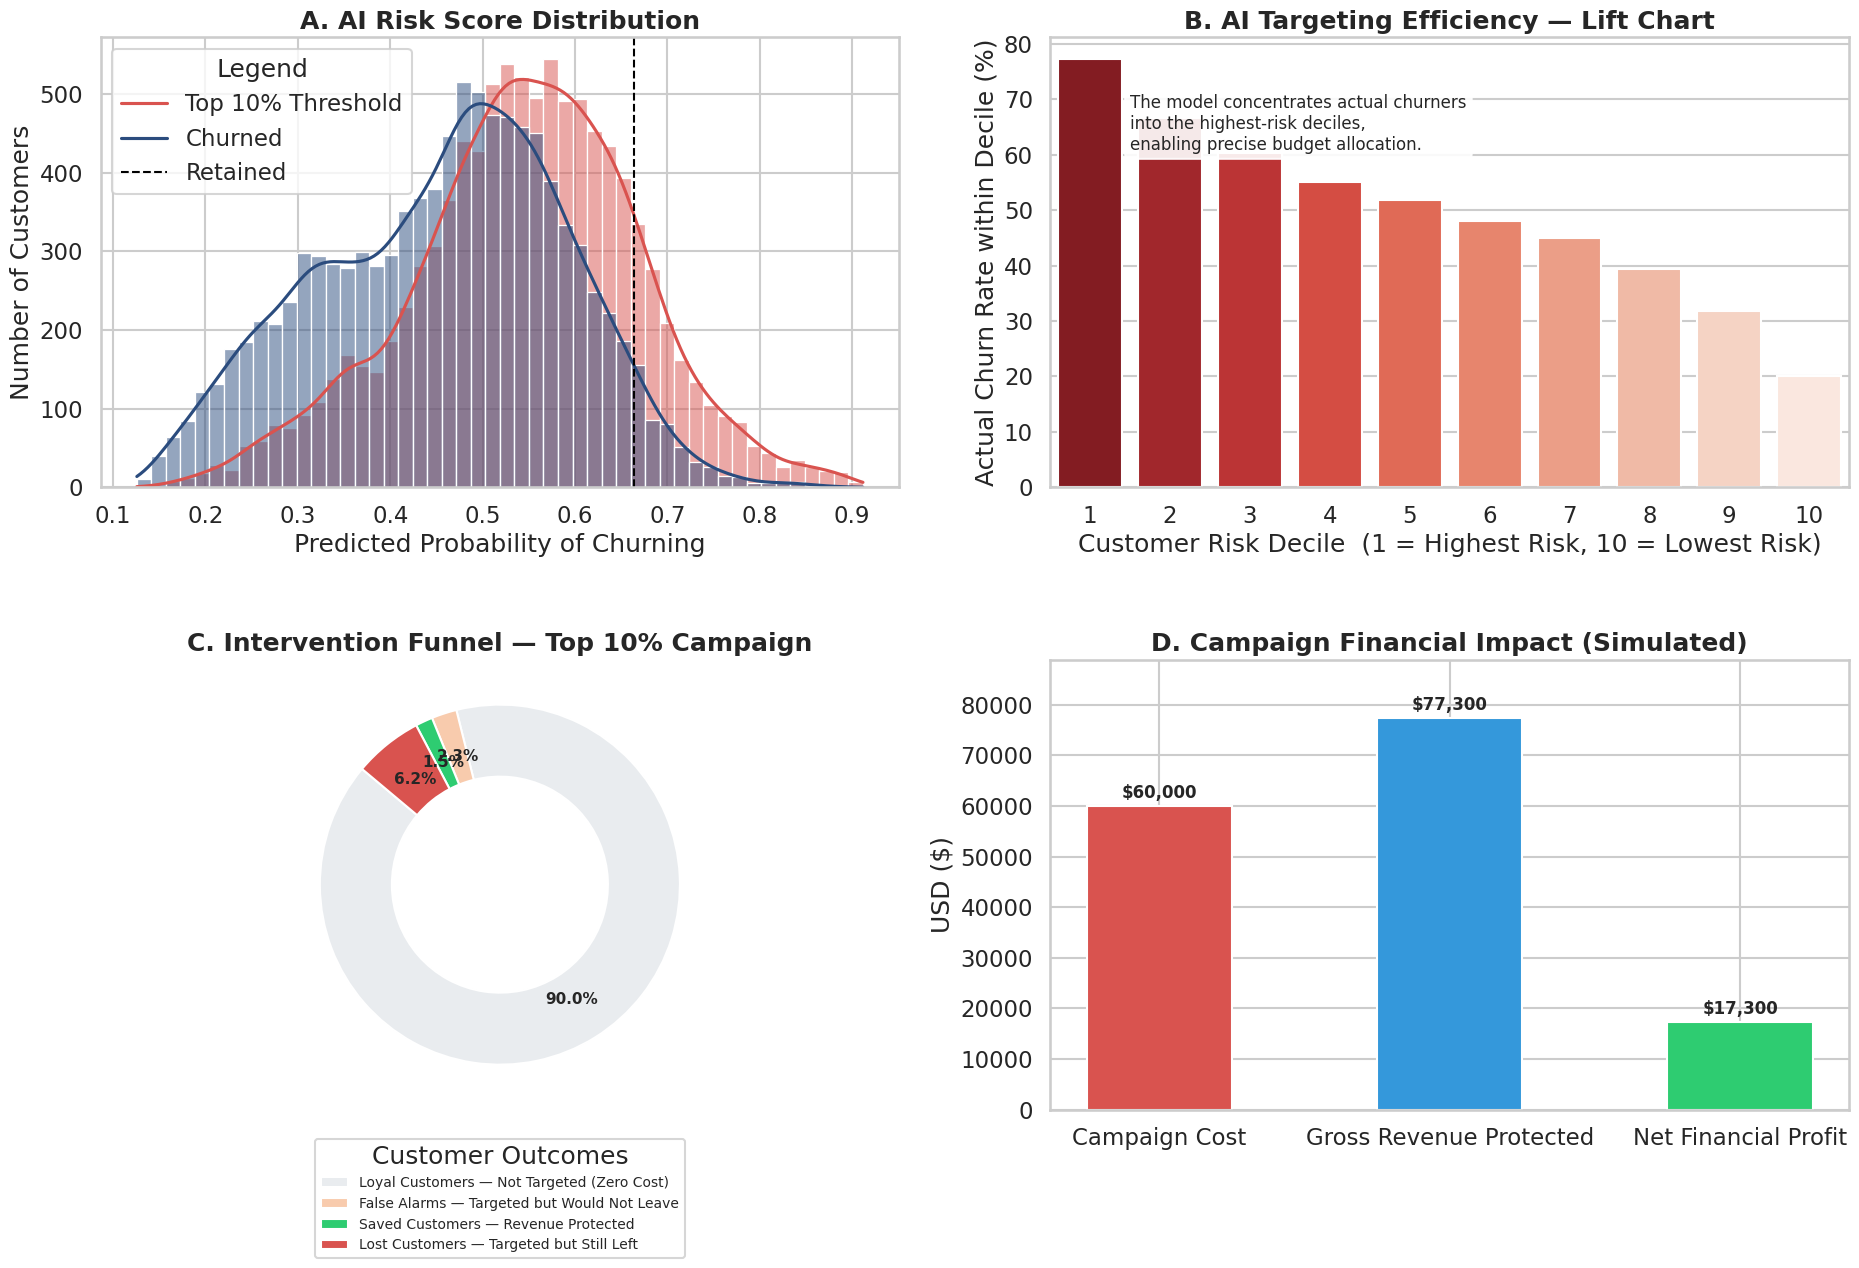 A. AI Risk Score Distribution
Number of Customers
500
400
300
200
100
0
Legend
Top 10% Threshold
Churned
Retained
0.1 0.2 0.3 0.4 0.5 0.6 0.7 0.8 0.9
Predicted Probability of Churning
B. AI Targeting Efficiency — Lift Chart
Actual Churn Rate within Decile (%)
80
70
60
50
40
30
20
10
0
The model concentrates actual churners
into the highest-risk deciles,
enabling precise budget allocation.
1 2 3 4 5 6 7 8 9 10
Customer Risk Decile (1 = Highest Risk, 10 = Lowest Risk)
C. Intervention Funnel — Top 10% Campaign
2.3%
1.5%
6.2%
90.0%
Customer Outcomes
Loyal Customers — Not Targeted (Zero Cost)
False Alarms — Targeted but Would Not Leave
Saved Customers — Revenue Protected
Lost Customers — Targeted but Still Left
D. Campaign Financial Impact (Simulated)
USD ($)
80000
70000
60000
50000
40000
30000
20000
10000
0
$60,000
$77,300
$17,300
Campaign Cost Gross Revenue Protected Net Financial Profit